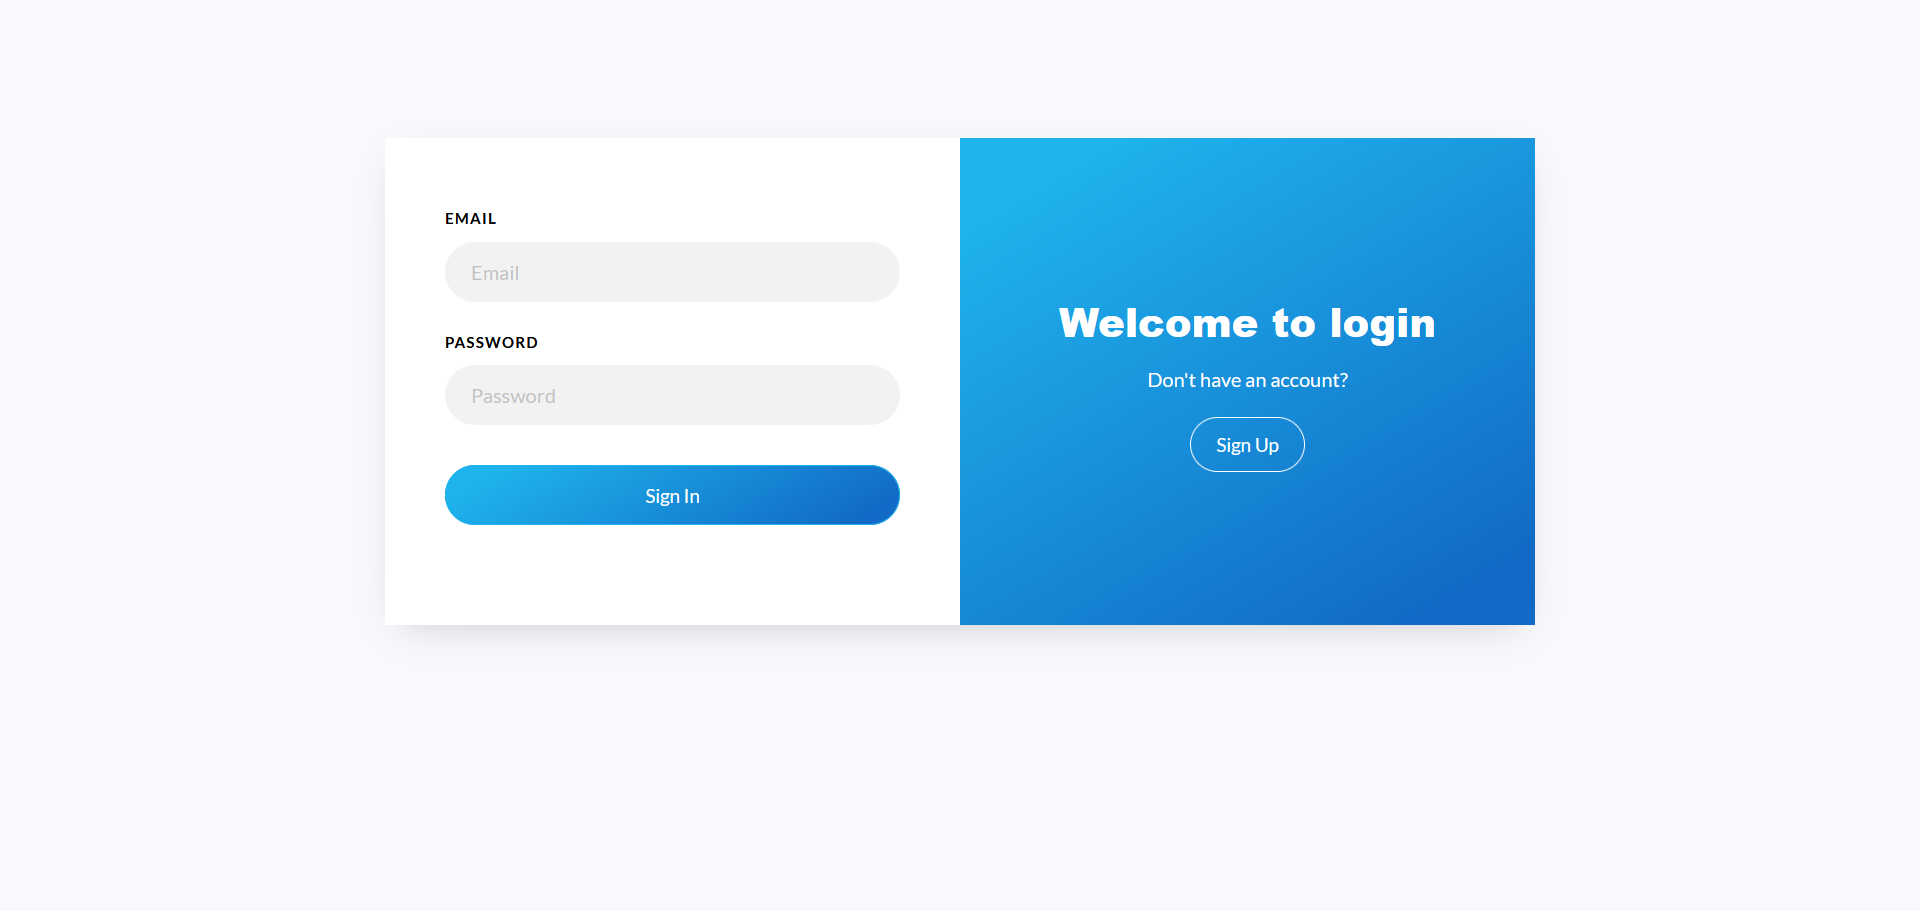 EMAIL
Email
PASSWORD
Password
Sign In
Welcome to login
Don't have an account?
Sign Up